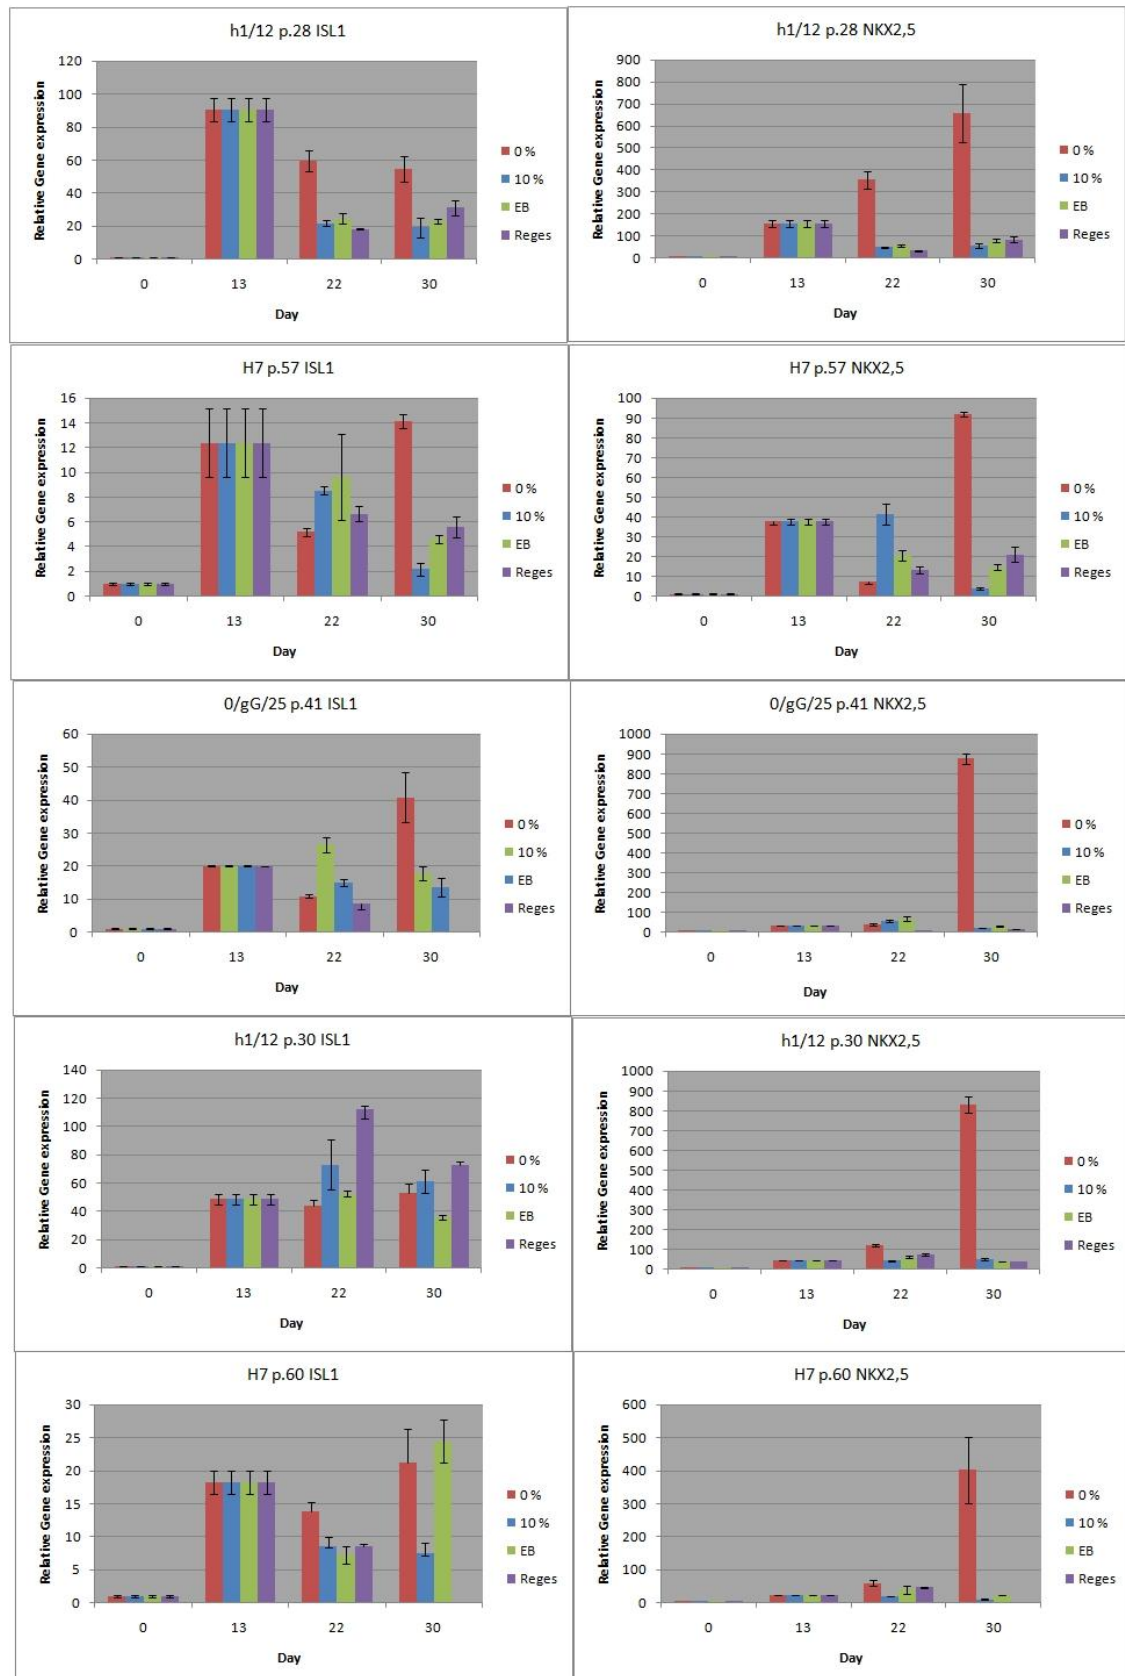 h1/12 p.28 ISL1
Relative Gene expression
120
100
80
60
40
20
0
0 13 22 30
Day
0 %
10 %
EB
Reges
h1/12 p.28 NKX2,5
Relative Gene expression
900
800
700
600
500
400
300
200
100
0
0 13 22 30
Day
0 %
10 %
EB
Reges
H7 p.57 ISL1
Relative Gene expression
16
14
12
10
8
6
4
2
0
0 13 22 30
Day
0 %
10 %
EB
Reges
H7 p.57 NKX2,5
Relative Gene expression
100
90
80
70
60
50
40
30
20
10
0
0 13 22 30
Day
0 %
10 %
EB
Reges
0/gG/25 p.41 ISL1
Relative Gene expression
60
50
40
30
20
10
0
0 13 22 30
Day
0 %
10 %
EB
Reges
0/gG/25 p.41 NKX2,5
Relative Gene expression
1000
900
800
700
600
500
400
300
200
100
0
0 13 22 30
Day
0 %
10 %
EB
Reges
h1/12 p.30 ISL1
Relative Gene expression
140
120
100
80
60
40
20
0
0 13 22 30
Day
0 %
10 %
EB
Reges
h1/12 p.30 NKX2,5
Relative Gene expression
1000
900
800
700
600
500
400
300
200
100
0
0 13 22 30
Day
0 %
10 %
EB
Reges
H7 p.60 ISL1
Relative Gene expression
30
25
20
15
10
5
0
0 13 22 30
Day
0 %
10 %
EB
Reges
H7 p.60 NKX2,5
Relative Gene expression
600
500
400
300
200
100
0
0 13 22 30
Day
0 %
10 %
EB
Reges